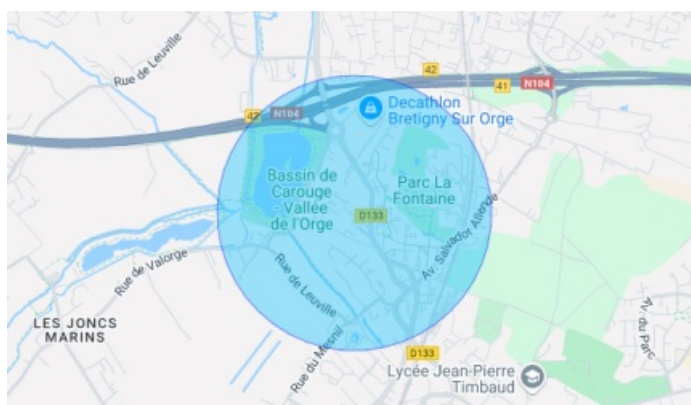 Rue de Leuville
42
N104
41
N104
42
Decathlon
Bretigny Sur Orge
Bassin de
Carouge
- Vallée
de l'Orge
Parc La
Fontaine
D133
Av. Salvador Allende
Rue de Valorge
Rue de Leuville
LES JONCS
MARINS
Rue du Mesnil
D133
Av. du Parc
Lycée Jean-Pierre
Timbaud